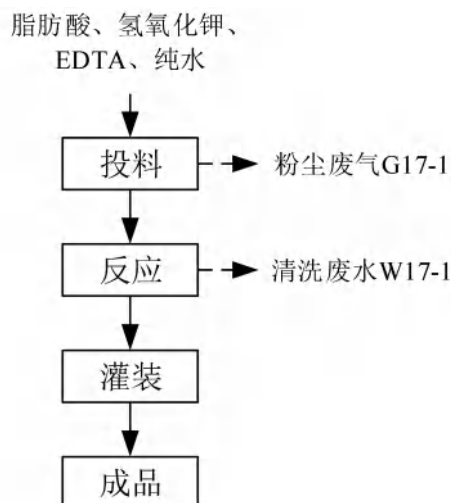 脂肪酸、氢氧化钾、
EDTA、纯水
投料
粉尘废气G17-1
反应
清洗废水W17-1
灌装
成品